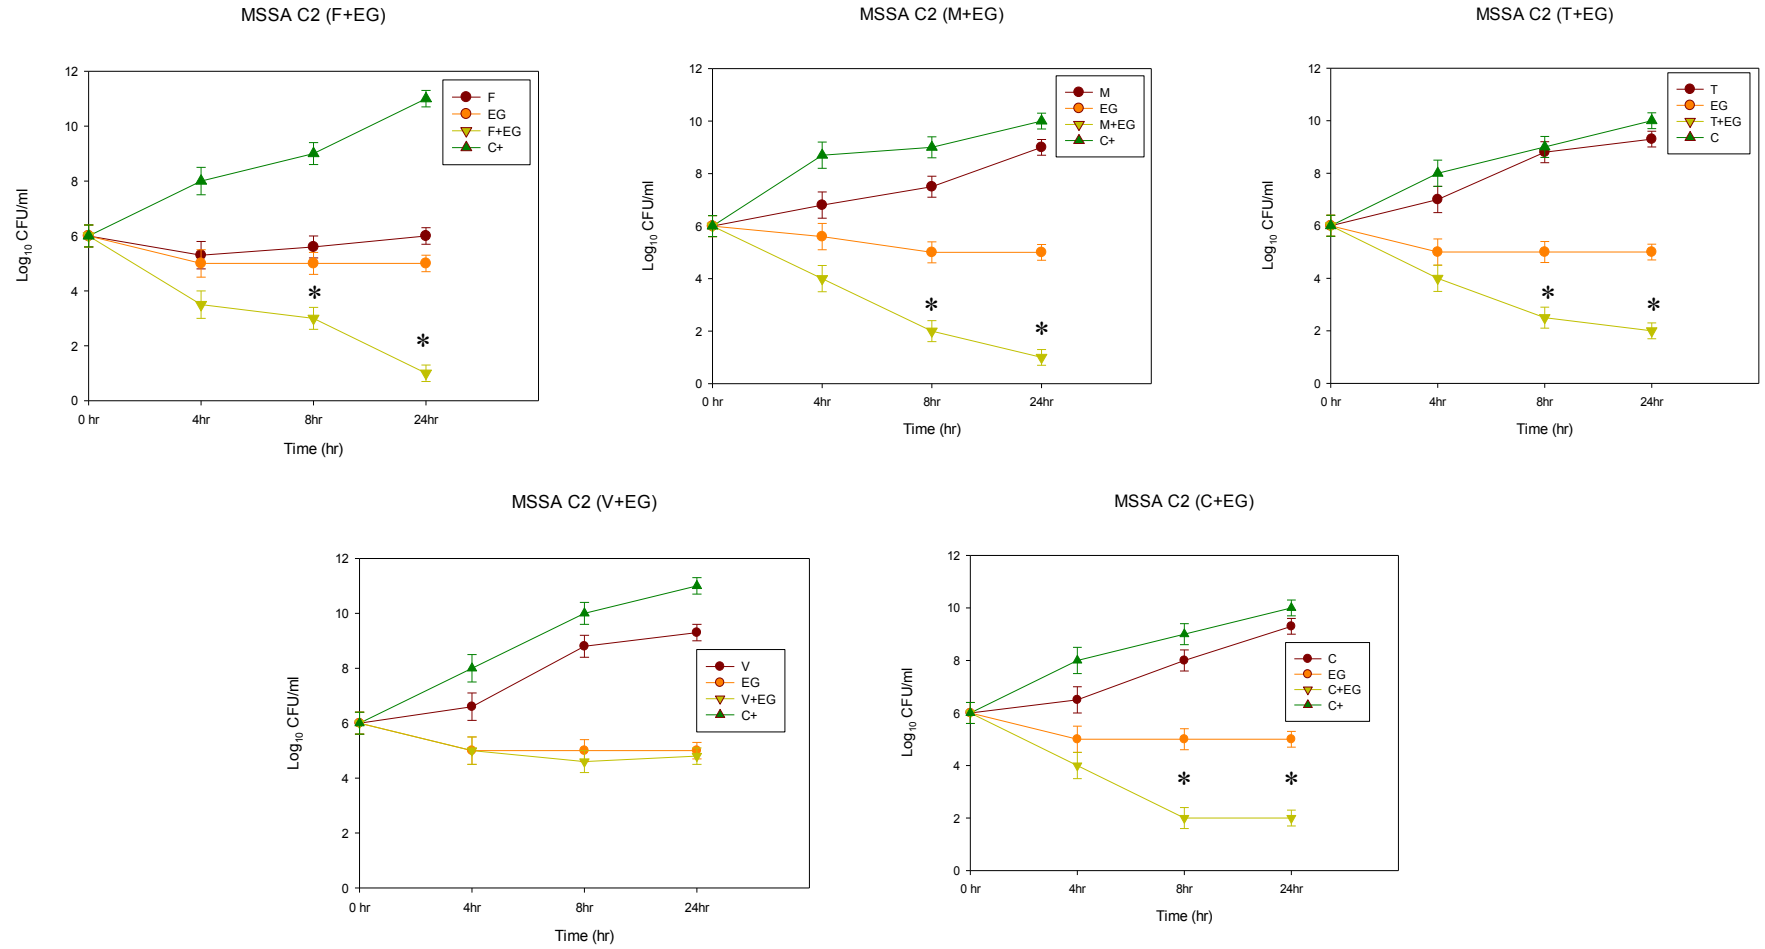 MSSA C2 (F+EG)
12
10
8
6
4
2
0
Log10 CFU/ml
F
EG
F+EG
C+
*
*
0 hr 4hr 8hr 24hr
Time (hr)
MSSA C2 (M+EG)
12
10
8
6
4
2
0
Log10 CFU/ml
M
EG
M+EG
C+
*
*
0 hr 4hr 8hr 24hr
Time (hr)
MSSA C2 (T+EG)
12
10
8
6
4
2
0
Log10 CFU/ml
T
EG
T+EG
C
*
*
0 hr 4hr 8hr 24hr
Time (hr)
MSSA C2 (V+EG)
12
10
8
6
4
2
0
Log10 CFU/ml
V
EG
V+EG
C+
0 hr 4hr 8hr 24hr
Time (hr)
MSSA C2 (C+EG)
12
10
8
6
4
2
0
Log10 CFU/ml
C
EG
C+EG
C+
*
*
0 hr 4hr 8hr 24hr
Time (hr)